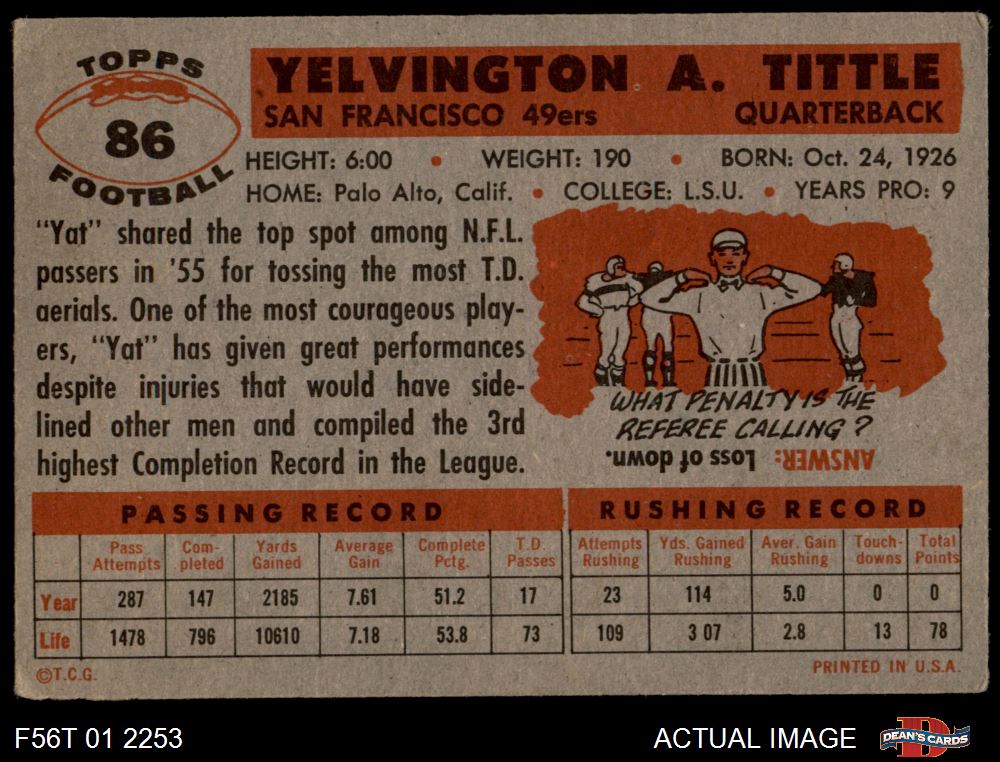 TOPPS
86
FOOTBALL
YELVINGTON A. TITTLE
SAN FRANCISCO 49ers QUARTERBACK
HEIGHT: 6:00 • WEIGHT: 190 • BORN: Oct. 24, 1926
HOME: Palo Alto, Calif. • COLLEGE: L.S.U. • YEARS PRO: 9
"Yat" shared the top spot among N.F.L.
passers in '55 for tossing the most T.D.
aerials. One of the most courageous play-
ers, "Yat" has given great performances
despite injuries that would have side-
lined other men and compiled the 3rd
highest Completion Record in the League.
WHAT PENALTY IS THE
REFEREE CALLING?
ANSWER: Loss of down.
PASSING RECORD
Pass Attempts Com-pleted Yards Gained Average Gain Complete Pctg. T.D. Passes
Year 287 147 2185 7.61 51.2 17
Life 1478 796 10610 7.18 53.8 73
RUSHING RECORD
Attempts Rushing Yds. Gained Rushing Aver. Gain Rushing Touch-downs Total Points
23 114 5.0 0 0
109 3 07 2.8 13 78
©T.C.G.
PRINTED IN U.S.A.
F56T 01 2253
ACTUAL IMAGE
D
DEAN'S CARDS